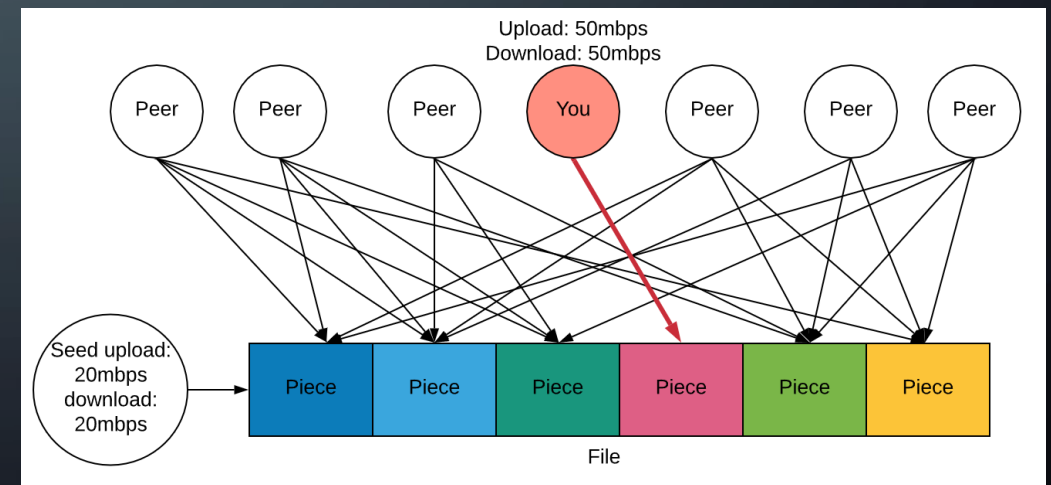 Upload: 50mbps
Download: 50mbps
Peer
Peer
Peer
You
Peer
Peer
Peer
Seed upload:
20mbps
download:
20mbps
Piece
Piece
Piece
Piece
Piece
Piece
File